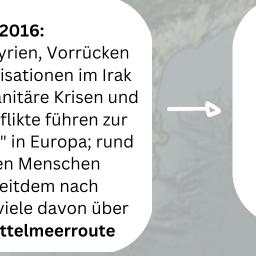 2016:
yrien, Vorrücken
isationen im Irak
anitäre Krisen und
flikte führen zur
" in Europa; rund
en Menschen
eitdem nach
viele davon über
ttelmeerroute